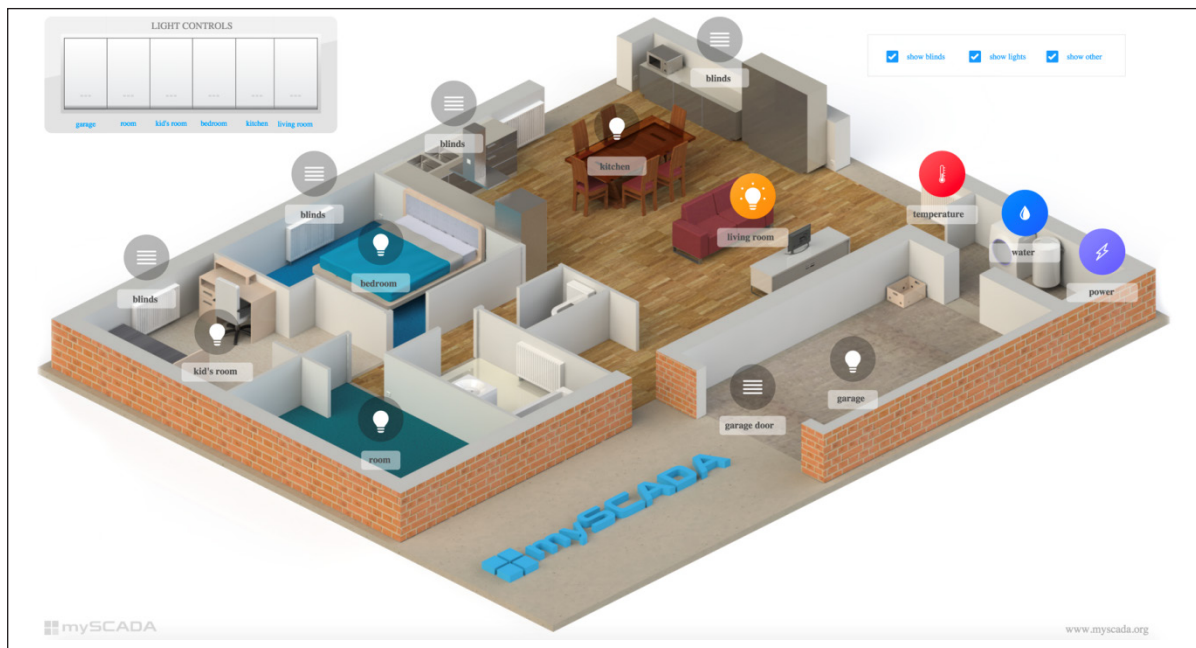 LIGHT CONTROLS
garage room kid's room bedroom kitchen living room
show blinds show lights show other
blinds
blinds
kitchen
blinds
temperature
living room
water
bedroom
power
blinds
kid's room
garage
garage door
room
mySCADA
mySCADA
www.myscada.org